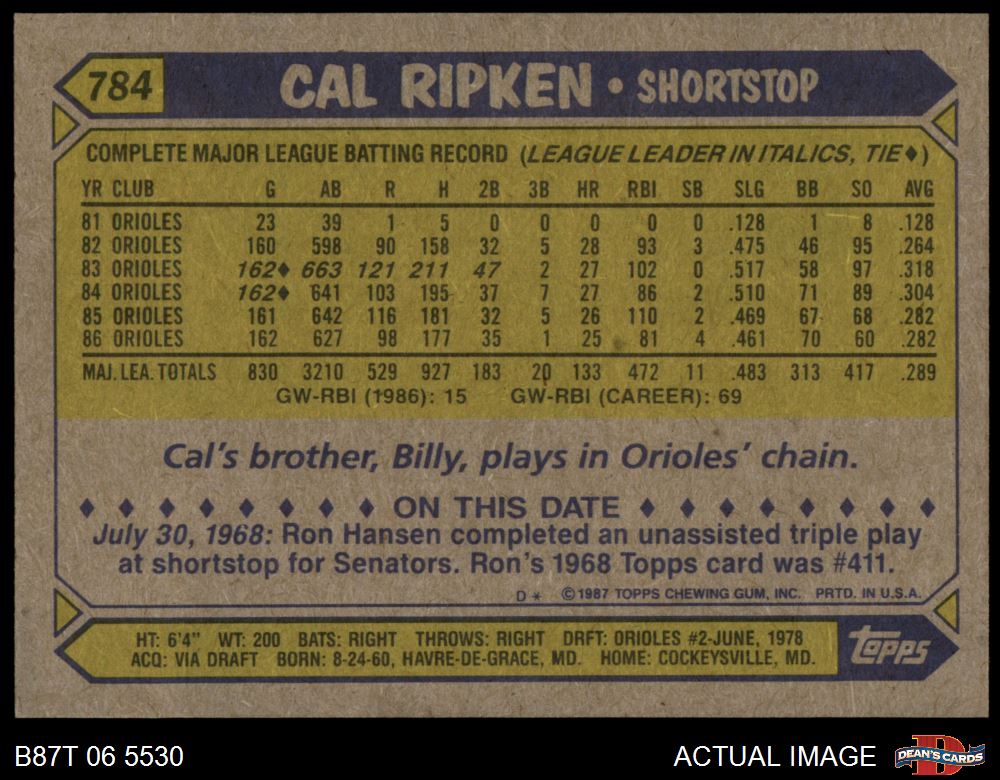 784 CAL RIPKEN • SHORTSTOP
COMPLETE MAJOR LEAGUE BATTING RECORD (LEAGUE LEADER IN ITALICS, TIE♦)
YR CLUB G AB R H 2B 3B HR RBI SB SLG BB SO AVG
81 ORIOLES 23 39 1 5 0 0 0 0 0 .128 1 8 .128
82 ORIOLES 160 598 90 158 32 5 28 93 3 .475 46 95 .264
83 ORIOLES 162♦ 663 121 211 47 2 27 102 0 .517 58 97 .318
84 ORIOLES 162♦ 641 103 195 37 7 27 86 2 .510 71 89 .304
85 ORIOLES 161 642 116 181 32 5 26 110 2 .469 67 68 .282
86 ORIOLES 162 627 98 177 35 1 25 81 4 .461 70 60 .282
MAJ. LEA. TOTALS 830 3210 529 927 183 20 133 472 11 .483 313 417 .289
GW-RBI (1986): 15 GW-RBI (CAREER): 69
Cal's brother, Billy, plays in Orioles' chain.
♦ ♦ ♦ ♦ ♦ ♦ ♦ ♦ ON THIS DATE ♦ ♦ ♦ ♦ ♦ ♦ ♦ ♦
July 30, 1968: Ron Hansen completed an unassisted triple play
at shortstop for Senators. Ron's 1968 Topps card was #411.
D * ©1987 TOPPS CHEWING GUM, INC. PRTD. IN U.S.A.
HT: 6'4" WT: 200 BATS: RIGHT THROWS: RIGHT DRFT: ORIOLES #2-JUNE, 1978
ACQ: VIA DRAFT BORN: 8-24-60, HAVRE-DE-GRACE, MD. HOME: COCKEYSVILLE, MD.
topps
B87T 06 5530 ACTUAL IMAGE
D
DEAN'S CARDS